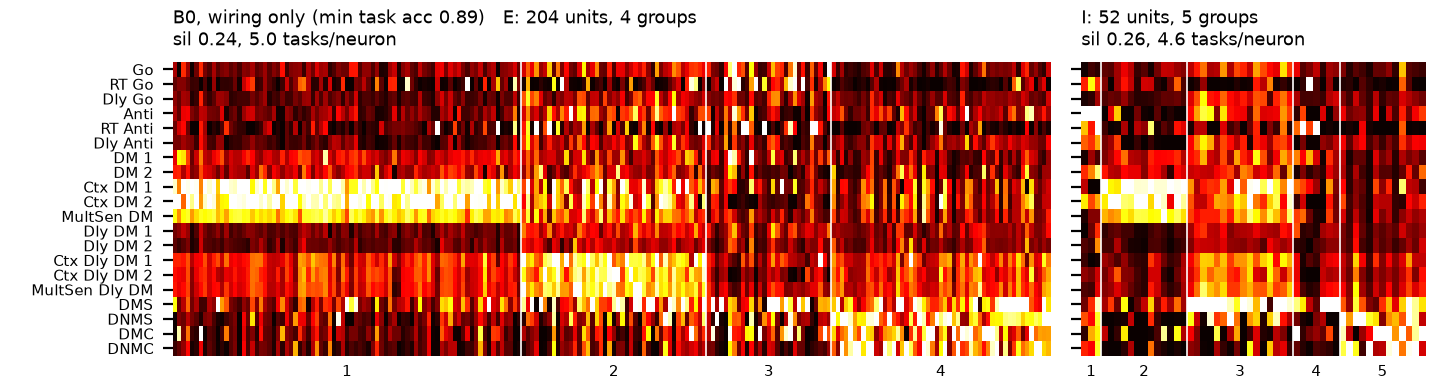 B0, wiring only (min task acc 0.89)   E: 204 units, 4 groups
sil 0.24, 5.0 tasks/neuron
I: 52 units, 5 groups
sil 0.26, 4.6 tasks/neuron
Go
RT Go
Dly Go
Anti
RT Anti
Dly Anti
DM 1
DM 2
Ctx DM 1
Ctx DM 2
MultSen DM
Dly DM 1
Dly DM 2
Ctx Dly DM 1
Ctx Dly DM 2
MultSen Dly DM
DMS
DNMS
DMC
DNMC
1 2 3 4
1 2 3 4 5